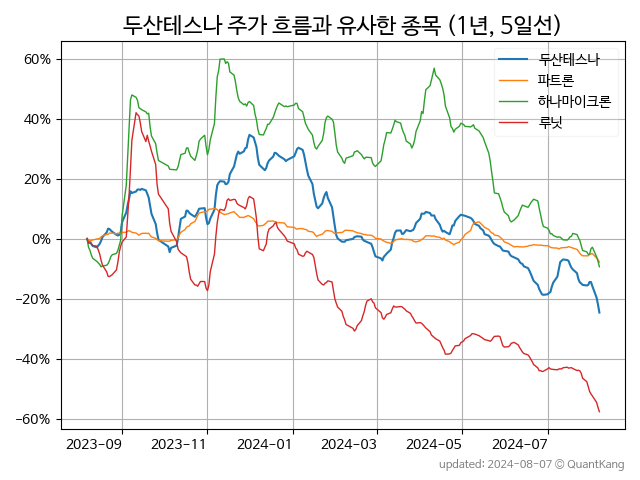 두산테스나 주가 흐름과 유사한 종목 (1년, 5일선)
두산테스나
파트론
하나마이크론
루닛
60%
40%
20%
0%
−20%
−40%
−60%
2023-09 2023-11 2024-01 2024-03 2024-05 2024-07
updated: 2024-08-07 © QuantKang